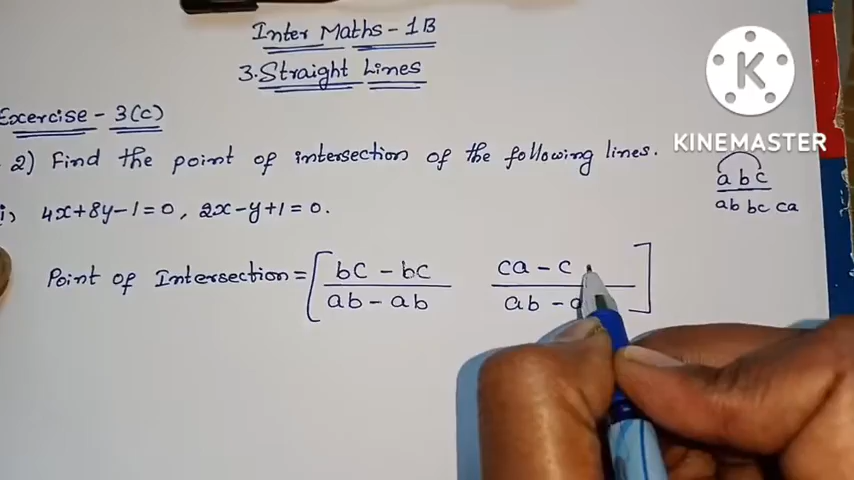 Inter Maths - 1B
3. Straight Lines
Excercise - 3(c)
2) Find the point of intersection of the following lines.
i) 4x+8y-1=0, 2x-y+1=0.
Point of Intersection = [ bc - bc / ab - ab   ca - c / ab - a ]
K
KINEMASTER
a b c
ab bc ca